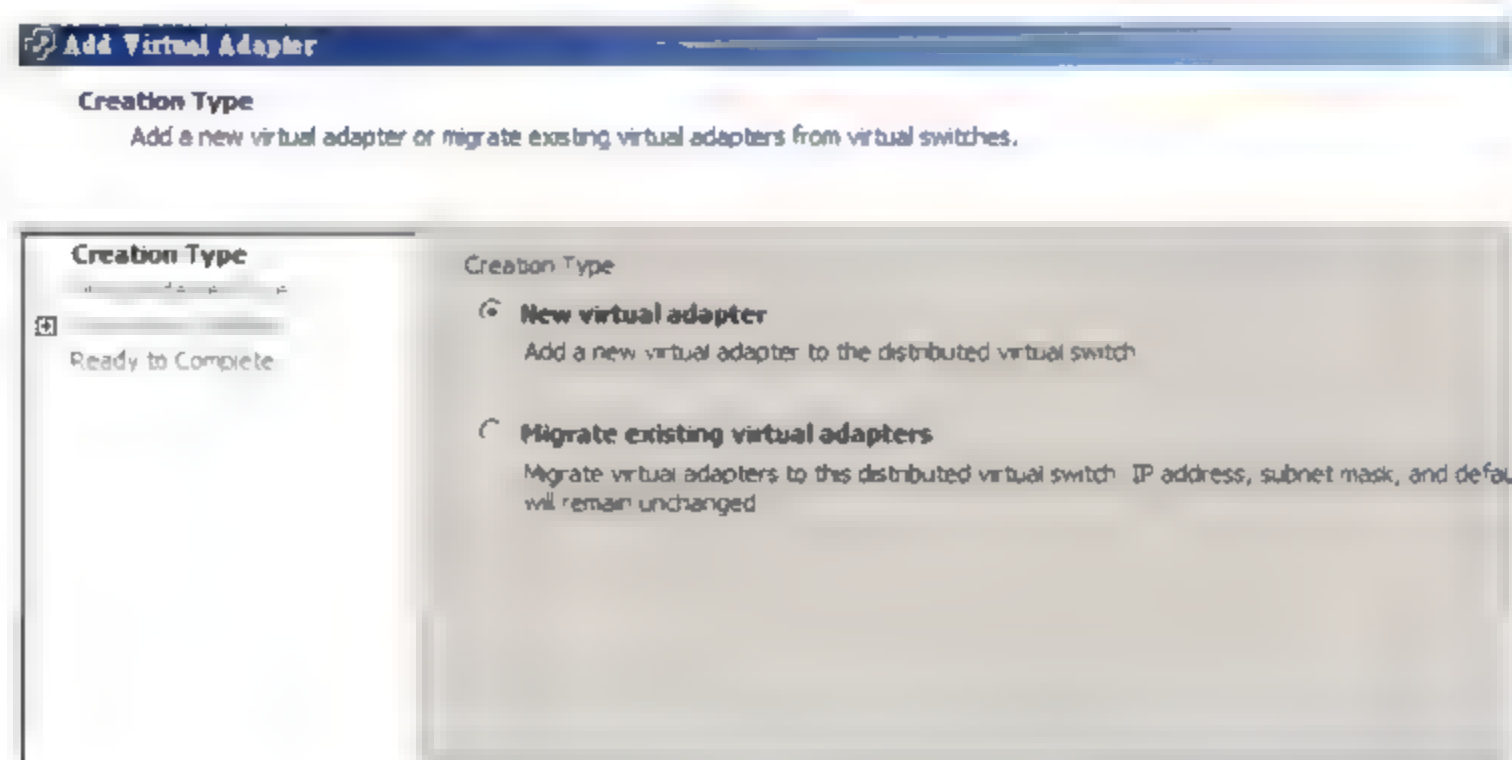 Add Virtual Adapter
Creation Type
Add a new virtual adapter or migrate existing virtual adapters from virtual switches.
Creation Type
Ready to Complete
Creation Type
New virtual adapter
Add a new virtual adapter to the distributed virtual switch
Migrate existing virtual adapters
Migrate virtual adapters to this distributed virtual switch IP address, subnet mask, and defau
will remain unchanged